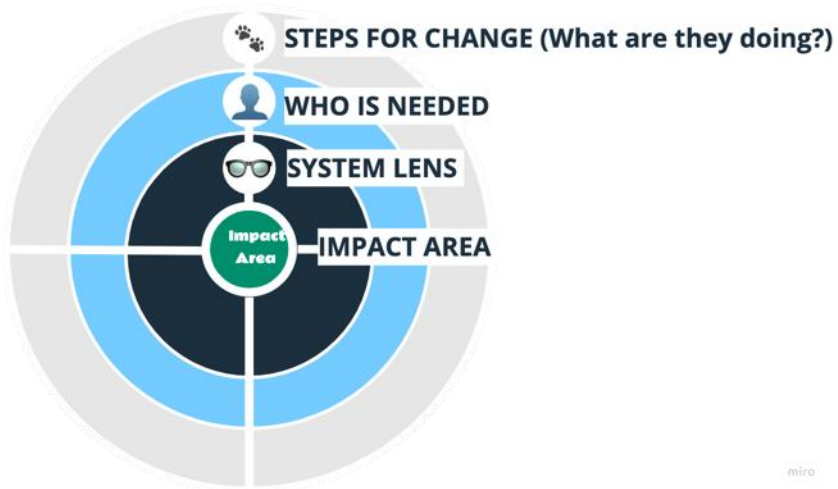 STEPS FOR CHANGE (What are they doing?)
WHO IS NEEDED
SYSTEM LENS
Impact
Area
IMPACT AREA
miro